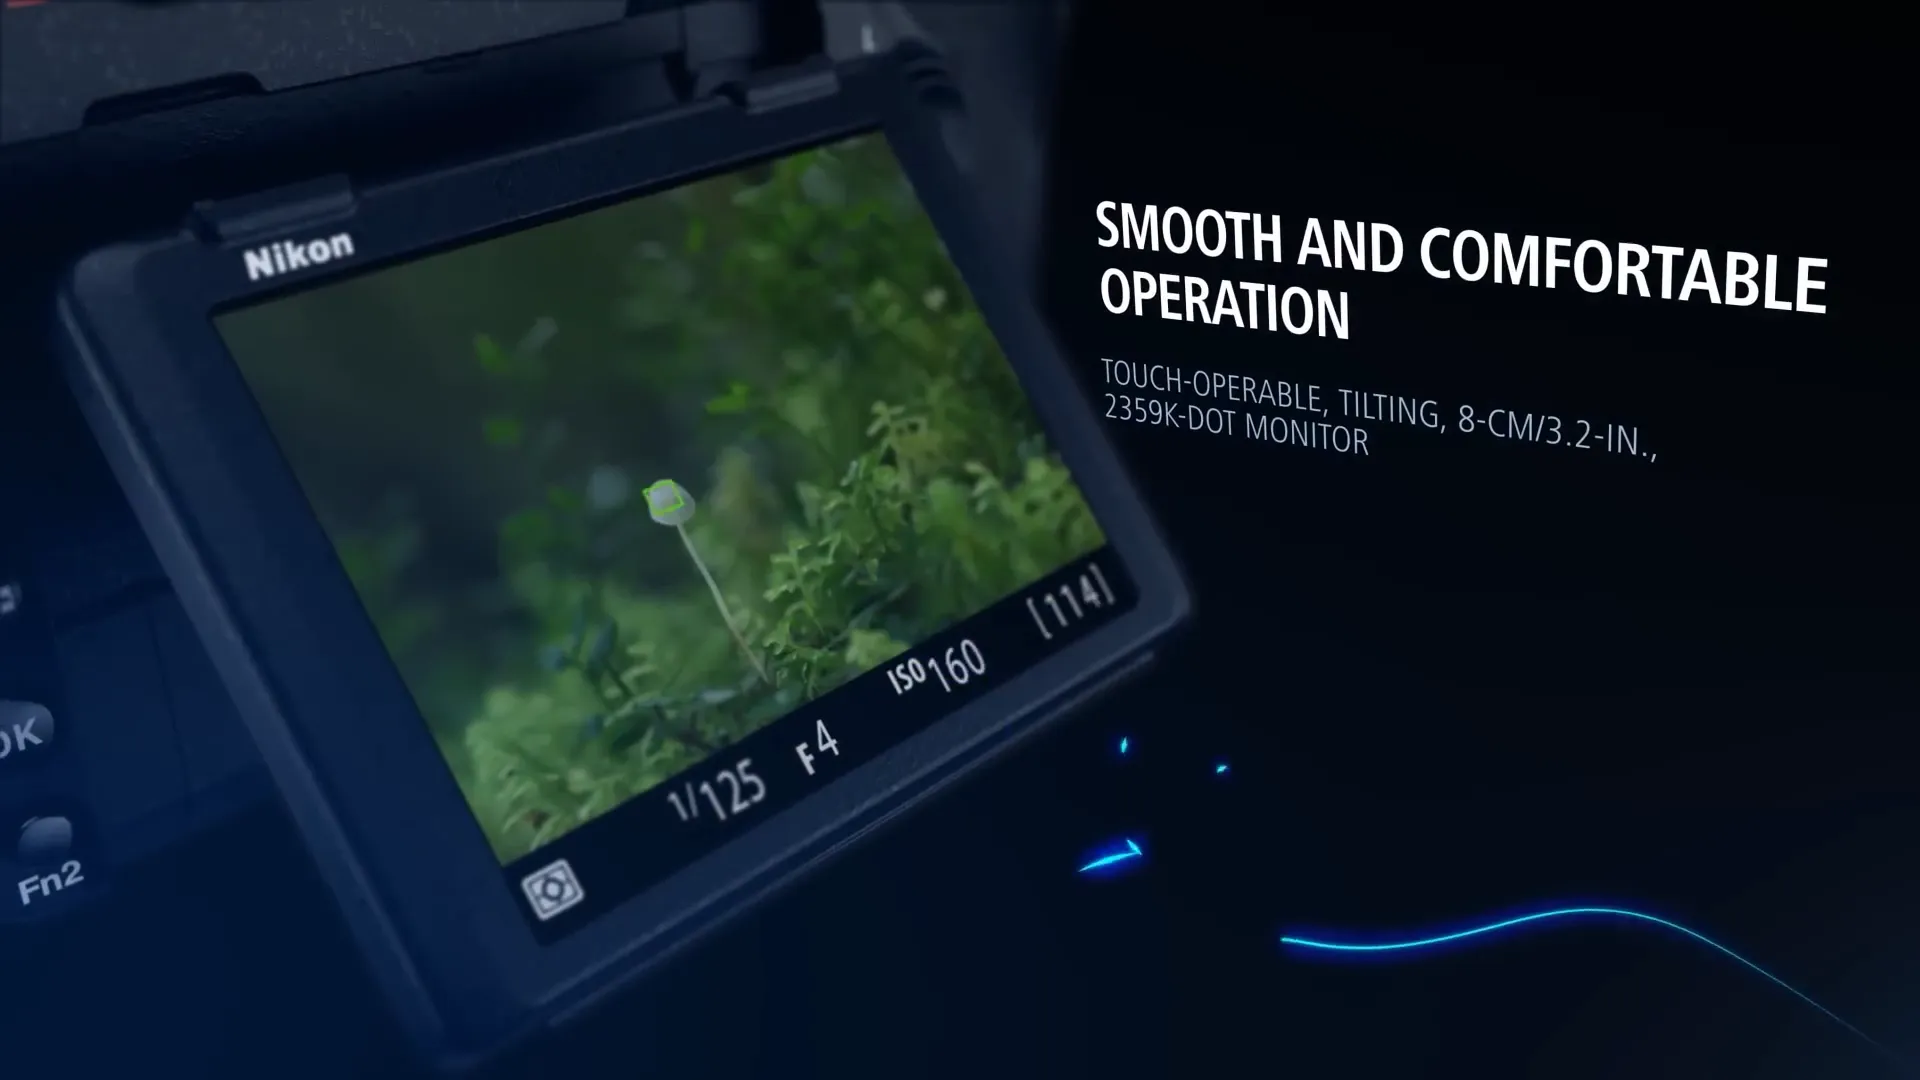 Nikon
SMOOTH AND COMFORTABLE
OPERATION
TOUCH-OPERABLE, TILTING, 8-CM/3.2-IN.,
2359K-DOT MONITOR
1/125 F4 ISO 160 [114]
OK
Fn2